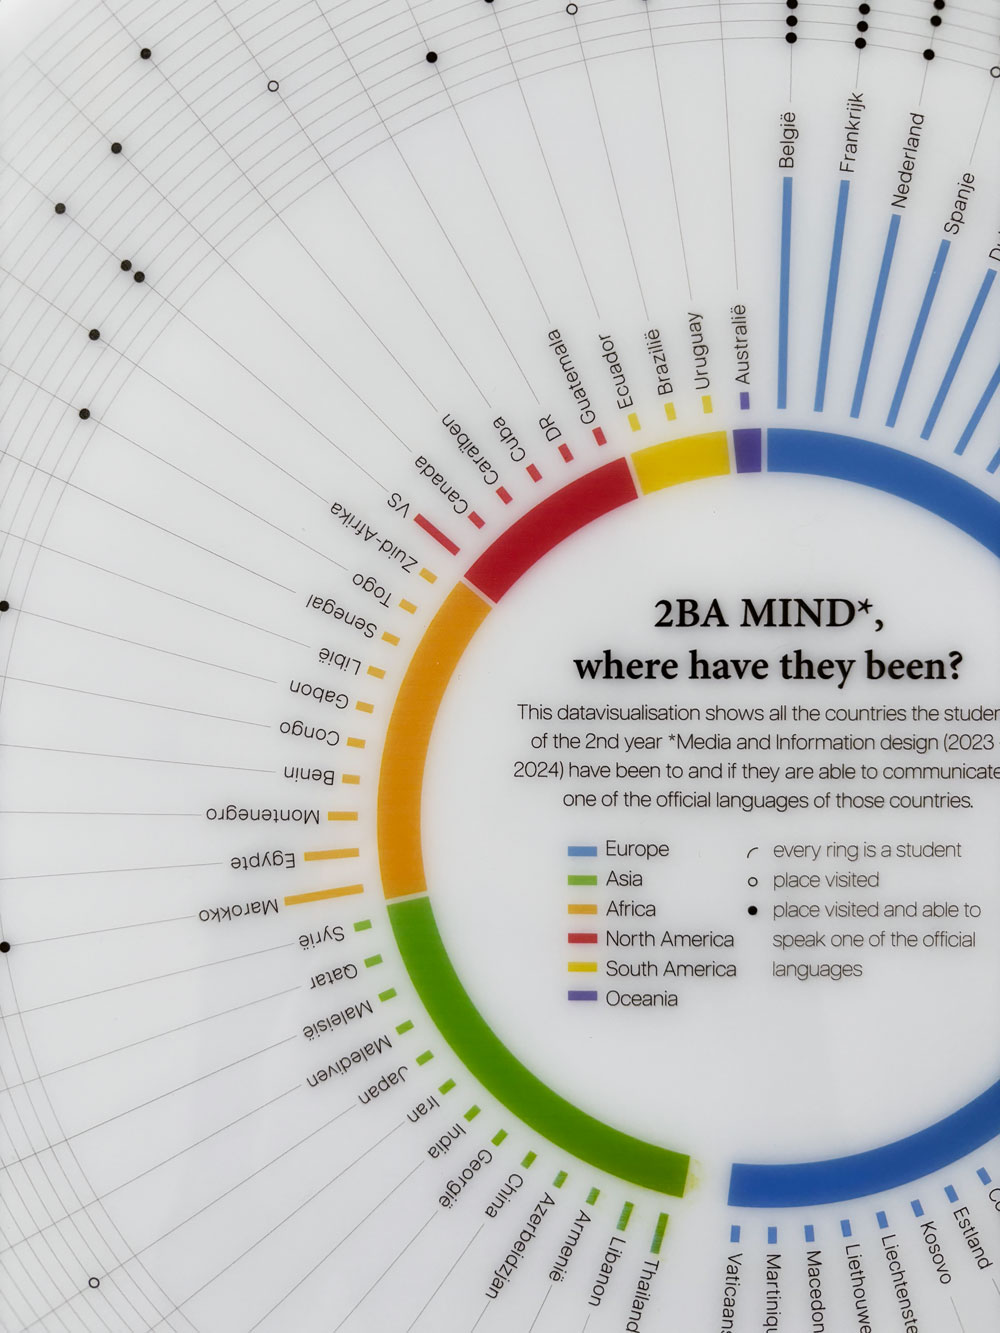 België
Frankrijk
Nederland
Spanje
Australië
Uruguay
Brazilië
Ecuador
Guatemala
DR
Cuba
Caraïben
Canada
VS
Zuid-Afrika
Togo
Senegal
Libië
Gabon
Congo
Benin
Montenegro
Egypte
Marokko
Syrië
Qatar
Maleisië
Malediven
Japan
Iran
India
Georgië
China
Azerbeidzjan
Armenië
Libanon
Thailand
Vaticaans
Martiniqu
Macedon
Liethouwe
Liechtenste
Kosovo
Estland
2BA MIND*,
where have they been?
This datavisualisation shows all the countries the studen
of the 2nd year *Media and Information design (2023 -
2024) have been to and if they are able to communicate
one of the official languages of those countries.
Europe
Asia
Africa
North America
South America
Oceania
every ring is a student
place visited
place visited and able to
speak one of the official
languages